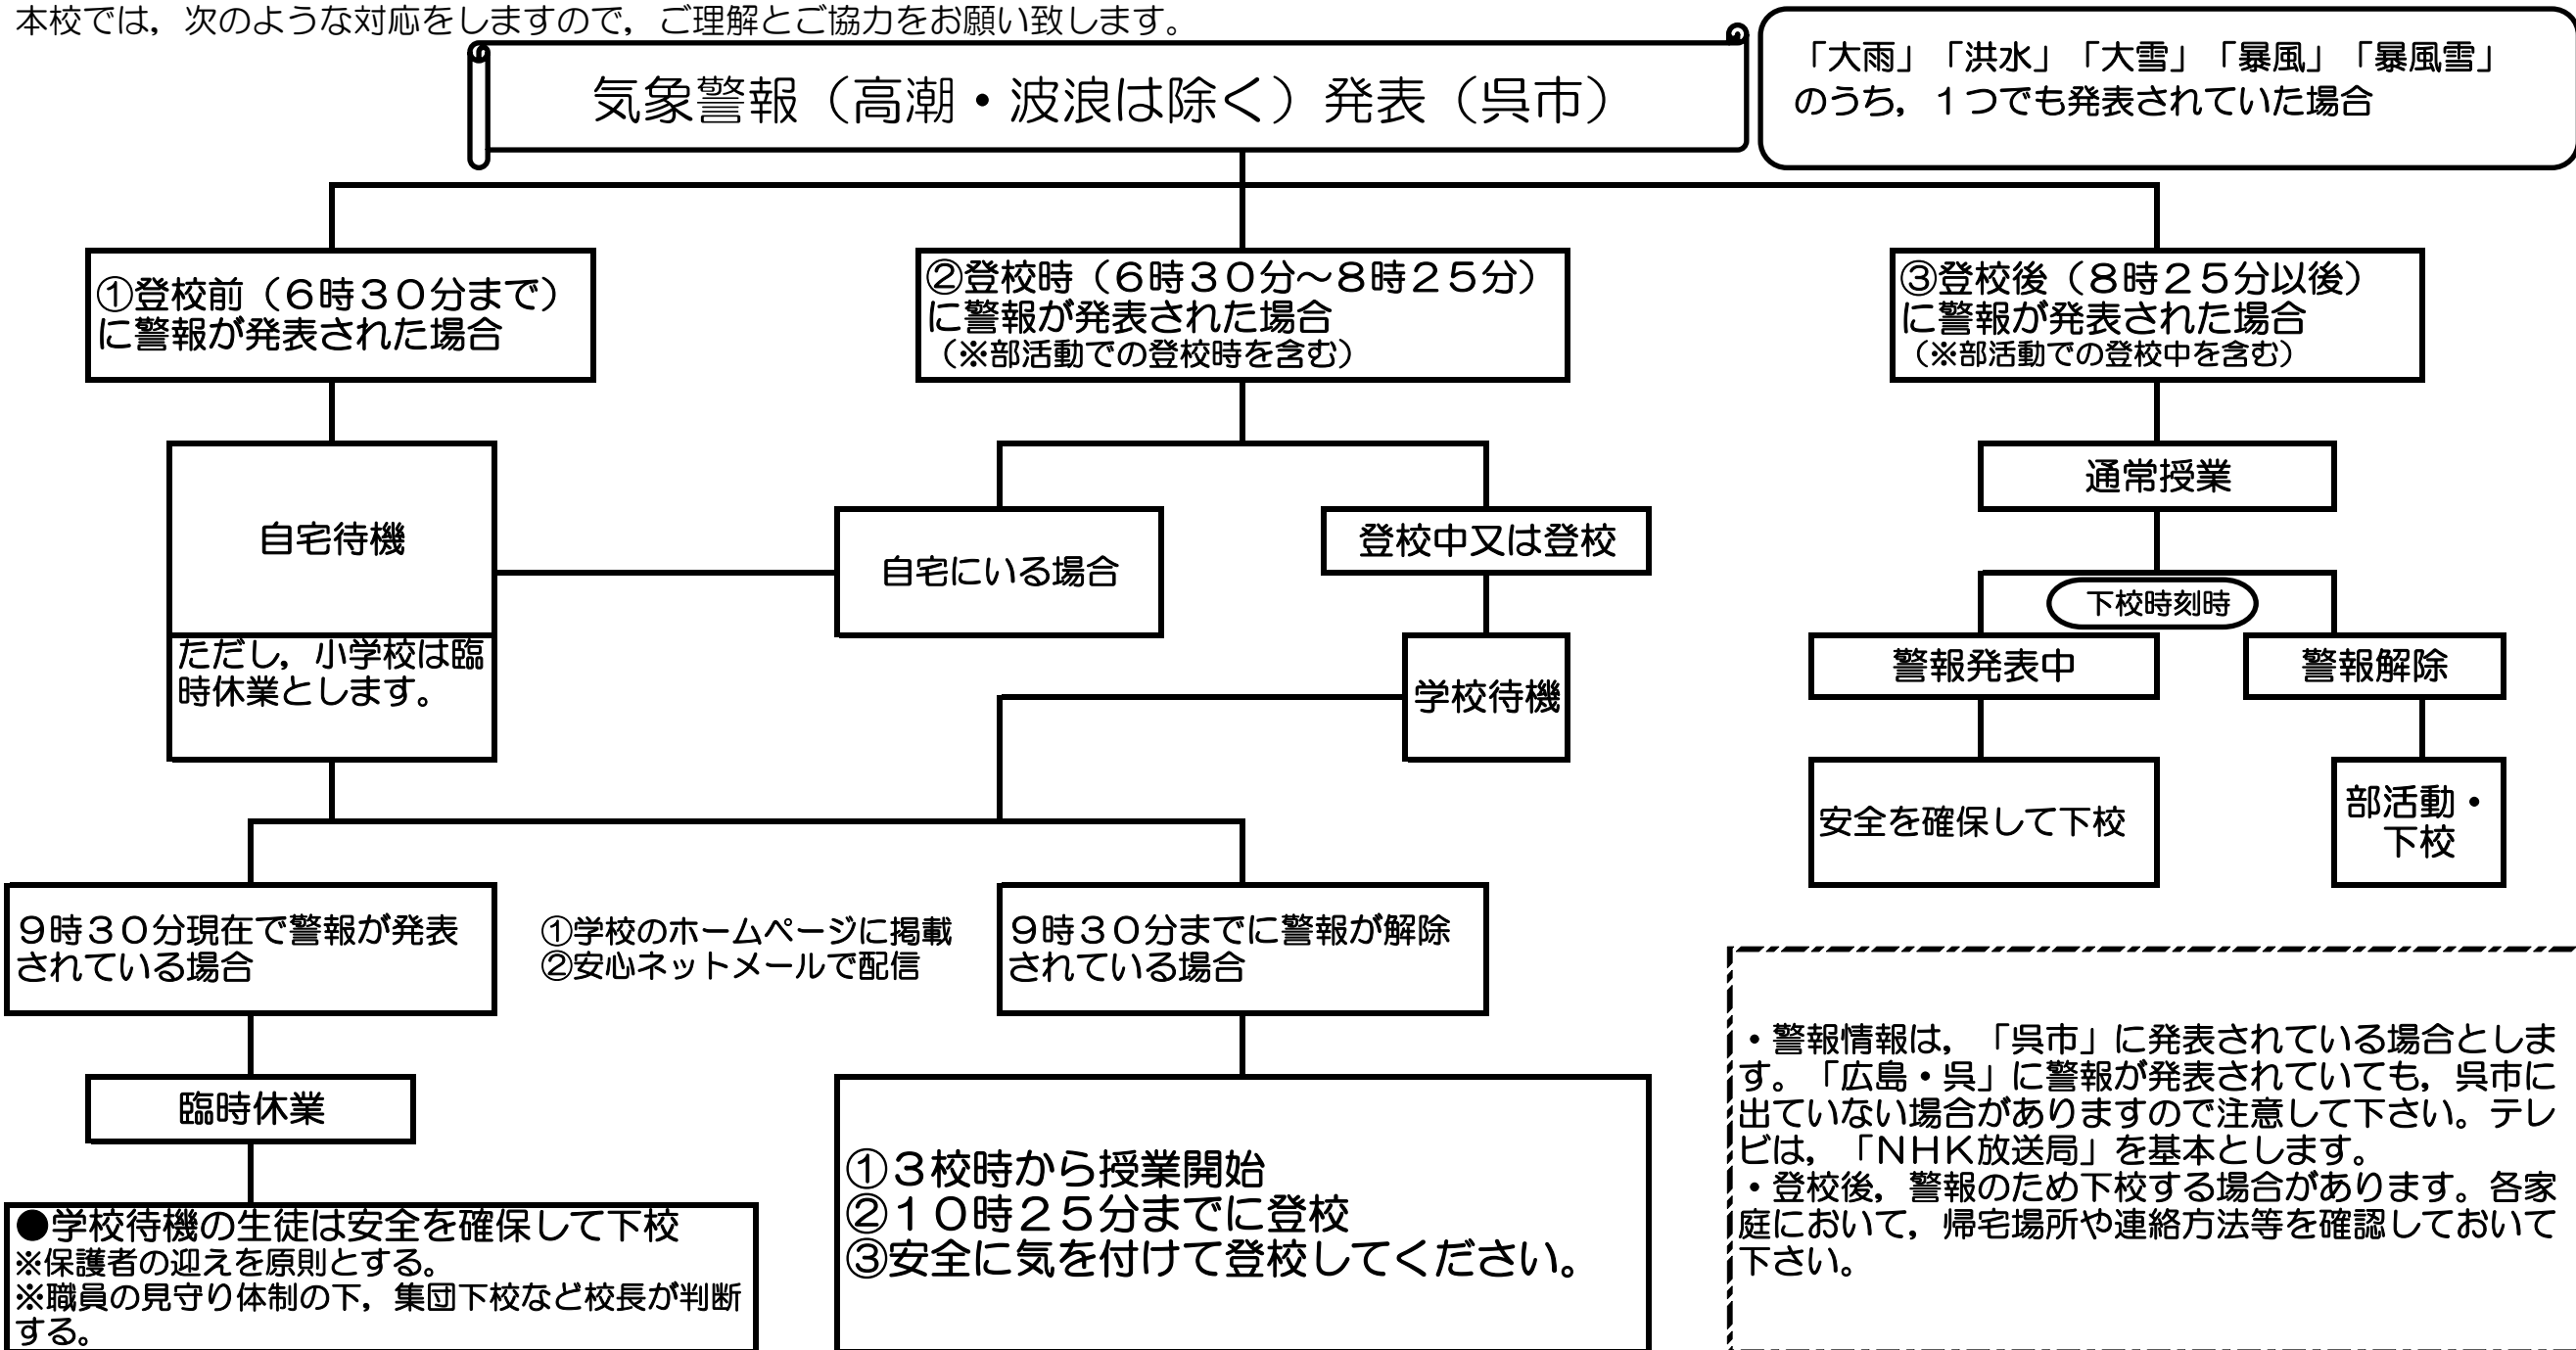 本校では，次のような対応をしますので，ご理解とご協力をお願い致します。
気象警報（高潮・波浪は除く）発表（呉市）
「大雨」「洪水」「大雪」「暴風」「暴風雪」
のうち，１つでも発表されていた場合
①登校前（６時３０分まで）
に警報が発表された場合
②登校時（６時３０分～８時２５分）
に警報が発表された場合
（※部活動での登校時を含む）
③登校後（８時２５分以後）
に警報が発表された場合
（※部活動での登校中を含む）
自宅待機
ただし，小学校は臨
時休業とします。
自宅にいる場合
登校中又は登校
学校待機
通常授業
下校時刻時
警報発表中
警報解除
安全を確保して下校
部活動・
下校
９時３０分現在で警報が発表
されている場合
①学校のホームページに掲載
②安心ネットメールで配信
９時３０分までに警報が解除
されている場合
臨時休業
●学校待機の生徒は安全を確保して下校
※保護者の迎えを原則とする。
※職員の見守り体制の下，集団下校など校長が判断
する。
①３校時から授業開始
②１０時２５分までに登校
③安全に気を付けて登校してください。
・警報情報は，「呉市」に発表されている場合としま
す。「広島・呉」に警報が発表されていても，呉市に
出ていない場合がありますので注意して下さい。テレ
ビは，「ＮＨＫ放送局」を基本とします。
・登校後，警報のため下校する場合があります。各家
庭において，帰宅場所や連絡方法等を確認しておいて
下さい。